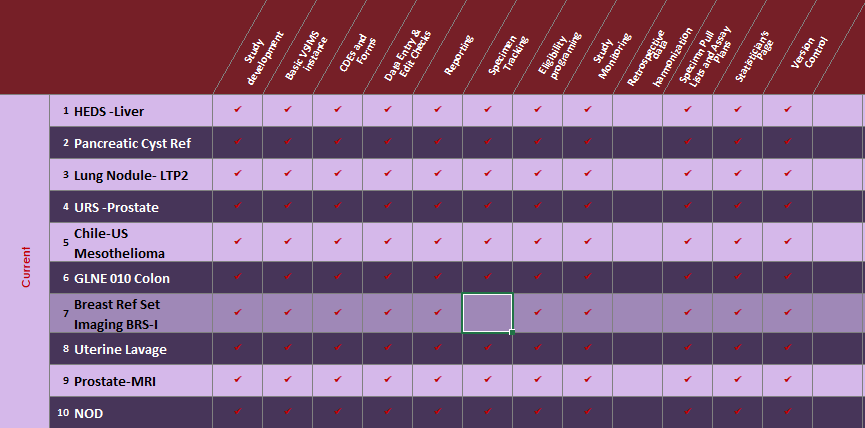 Study
development
Basic VSIMS
Instance
CDEs and
Forms
Data Entry &
Edit Checks
Reporting
Specimen
Tracking
Eligibility
programing
Study
Monitoring
Retrospective
data
harmonization
Specimen Pull
Lists and Assay
Plans
Statistician's
Page
Version
Control
Current
1 HEDS -Liver ✓ ✓ ✓ ✓ ✓ ✓ ✓ ✓ ✓ ✓ ✓
2 Pancreatic Cyst Ref ✓ ✓ ✓ ✓ ✓ ✓ ✓ ✓ ✓ ✓ ✓
3 Lung Nodule- LTP2 ✓ ✓ ✓ ✓ ✓ ✓ ✓ ✓ ✓ ✓ ✓
4 URS -Prostate ✓ ✓ ✓ ✓ ✓ ✓ ✓ ✓ ✓ ✓ ✓
5 Chile-US
Mesothelioma ✓ ✓ ✓ ✓ ✓ ✓ ✓ ✓ ✓ ✓ ✓
6 GLNE 010 Colon ✓ ✓ ✓ ✓ ✓ ✓ ✓ ✓ ✓ ✓ ✓
7 Breast Ref Set
Imaging BRS-I ✓ ✓ ✓ ✓ ✓ ✓ ✓ ✓ ✓ ✓
8 Uterine Lavage ✓ ✓ ✓ ✓ ✓ ✓ ✓ ✓ ✓ ✓ ✓
9 Prostate-MRI ✓ ✓ ✓ ✓ ✓ ✓ ✓ ✓ ✓ ✓ ✓
10 NOD ✓ ✓ ✓ ✓ ✓ ✓ ✓ ✓ ✓ ✓ ✓